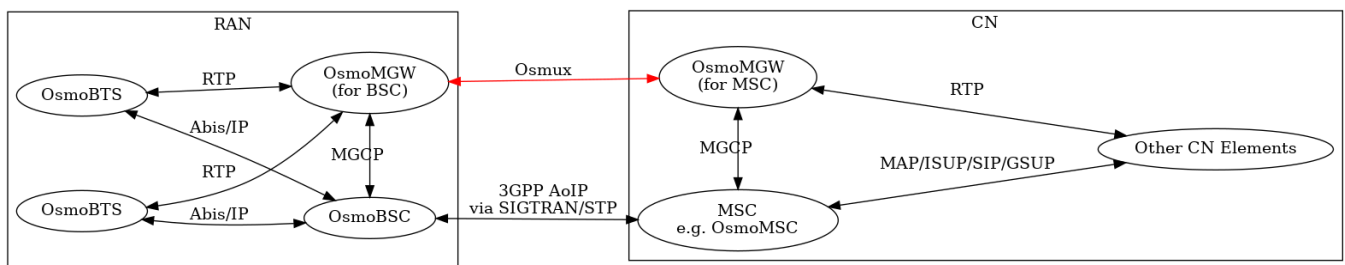 RAN
CN
OsmoBTS
RTP
OsmoMGW
(for BSC)
Osmux
OsmoMGW
(for MSC)
RTP
Abis/IP
MGCP
MGCP
Other CN Elements
RTP
MAP/ISUP/SIP/GSUP
OsmoBTS
Abis/IP
OsmoBSC
3GPP AoIP
via SIGTRAN/STP
MSC
e.g. OsmoMSC